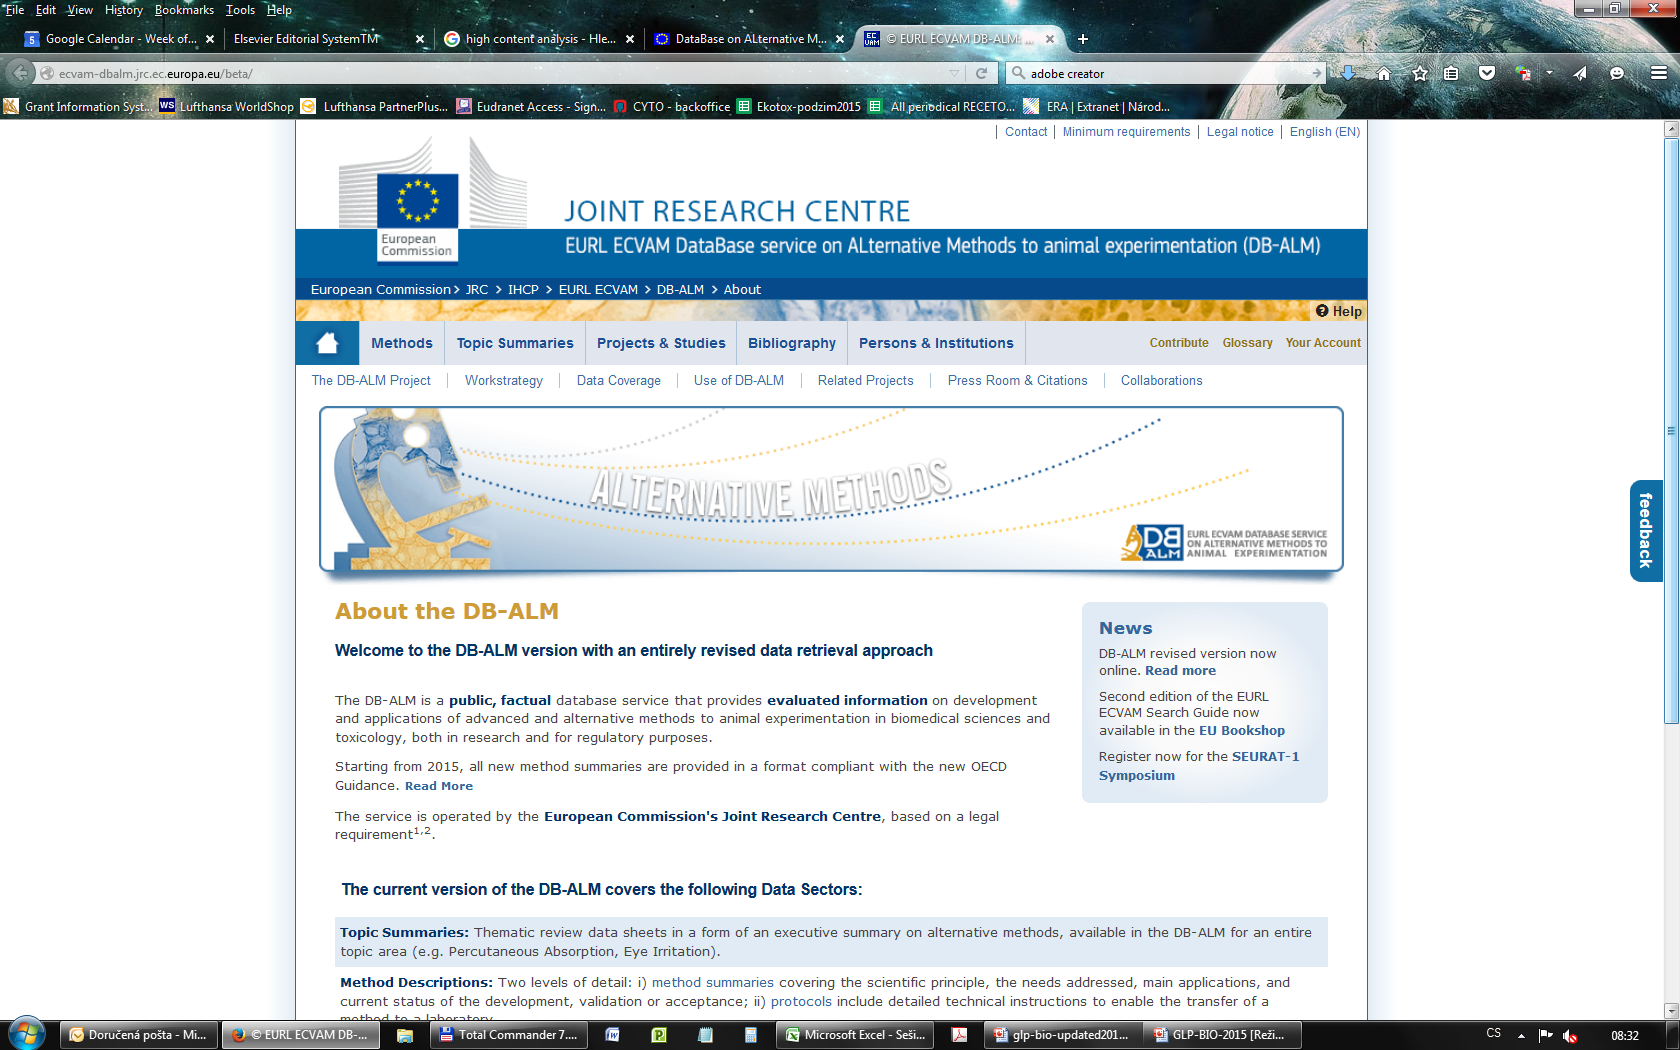 File Edit View History Bookmarks Tools Help
Google Calendar - Week of...
Elsevier Editorial SystemTM
high content analysis - Hle...
DataBase on ALternative M...
© EURL ECVAM DB-ALM: ...
ecvam-dbalm.jrc.ec.europa.eu/beta/
adobe creator
Grant Information Syst...
Lufthansa WorldShop
Lufthansa PartnerPlus...
Eudranet Access - Sign...
CYTO - backoffice
Ekotox-podzim2015
All periodical RECETO...
ERA | Extranet | Národ...
Contact | Minimum requirements | Legal notice | English (EN)
European
Commission
JOINT RESEARCH CENTRE
EURL ECVAM DataBase service on ALternative Methods to animal experimentation (DB-ALM)
European Commission > JRC > IHCP > EURL ECVAM > DB-ALM > About
Help
Methods
Topic Summaries
Projects & Studies
Bibliography
Persons & Institutions
Contribute Glossary Your Account
The DB-ALM Project
Workstrategy
Data Coverage
Use of DB-ALM
Related Projects
Press Room & Citations
Collaborations
ALTERNATIVE METHODS
DB
ALM
EURL ECVAM DATABASE SERVICE
ON ALTERNATIVE METHODS TO
ANIMAL EXPERIMENTATION
feedback
About the DB-ALM
Welcome to the DB-ALM version with an entirely revised data retrieval approach
The DB-ALM is a public, factual database service that provides evaluated information on development
and applications of advanced and alternative methods to animal experimentation in biomedical sciences and
toxicology, both in research and for regulatory purposes.
Starting from 2015, all new method summaries are provided in a format compliant with the new OECD
Guidance. Read More
The service is operated by the European Commission's Joint Research Centre, based on a legal
requirement1,2.
News
DB-ALM revised version now
online. Read more
Second edition of the EURL
ECVAM Search Guide now
available in the EU Bookshop
Register now for the SEURAT-1
Symposium
The current version of the DB-ALM covers the following Data Sectors:
Topic Summaries: Thematic review data sheets in a form of an executive summary on alternative methods, available in the DB-ALM for an entire
topic area (e.g. Percutaneous Absorption, Eye Irritation).
Method Descriptions: Two levels of detail: i) method summaries covering the scientific principle, the needs addressed, main applications, and
current status of the development, validation or acceptance; ii) protocols include detailed technical instructions to enable the transfer of a
method to a laboratory.
Doručená pošta - Mi...
© EURL ECVAM DB-...
Total Commander 7....
Microsoft Excel - Seši...
glp-bio-updated201...
GLP-BIO-2015 [Reži...
CS
08:32